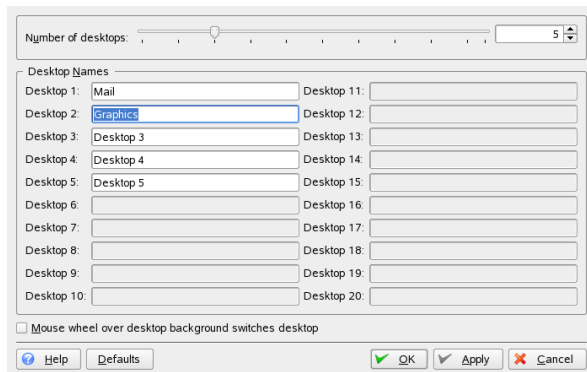 Number of desktops: 5
Desktop Names
Desktop 1: Mail
Desktop 2: Graphics
Desktop 3: Desktop 3
Desktop 4: Desktop 4
Desktop 5: Desktop 5
Desktop 6:
Desktop 7:
Desktop 8:
Desktop 9:
Desktop 10:
Desktop 11:
Desktop 12:
Desktop 13:
Desktop 14:
Desktop 15:
Desktop 16:
Desktop 17:
Desktop 18:
Desktop 19:
Desktop 20:
Mouse wheel over desktop background switches desktop
Help Defaults OK Apply Cancel